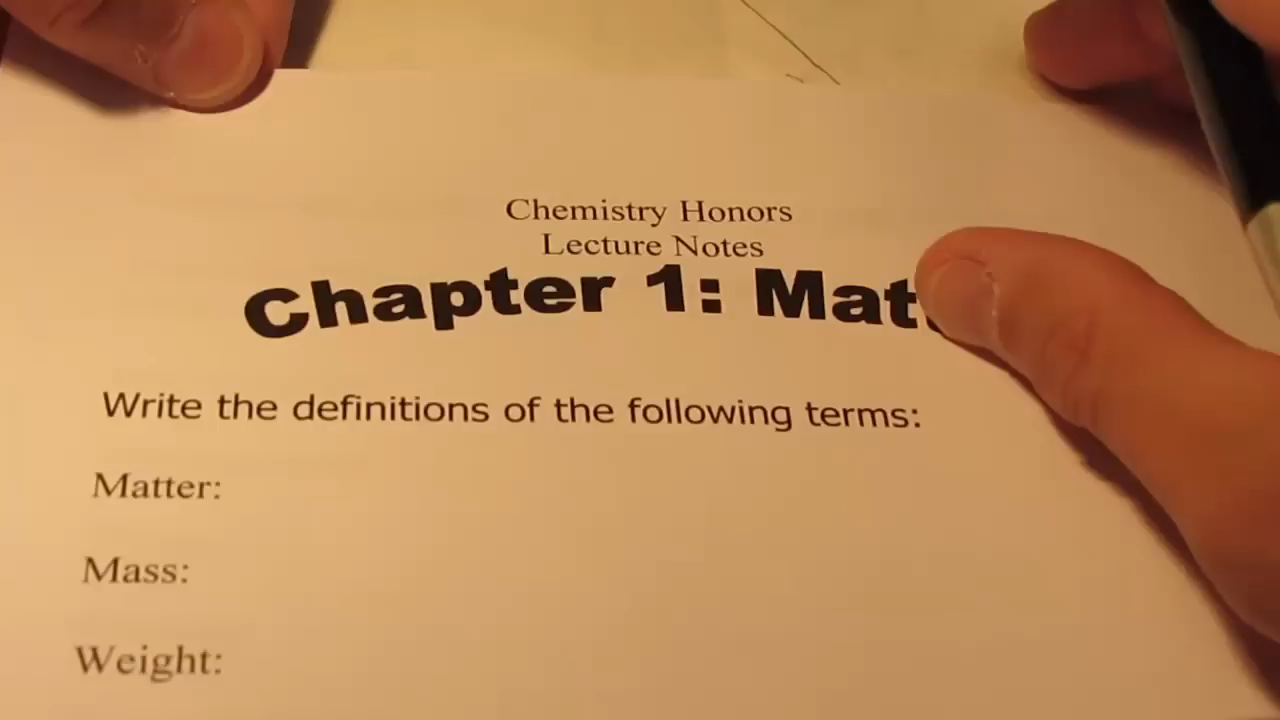 Chemistry Honors
Lecture Notes
Chapter 1: Mat
Write the definitions of the following terms:
Matter:
Mass:
Weight: